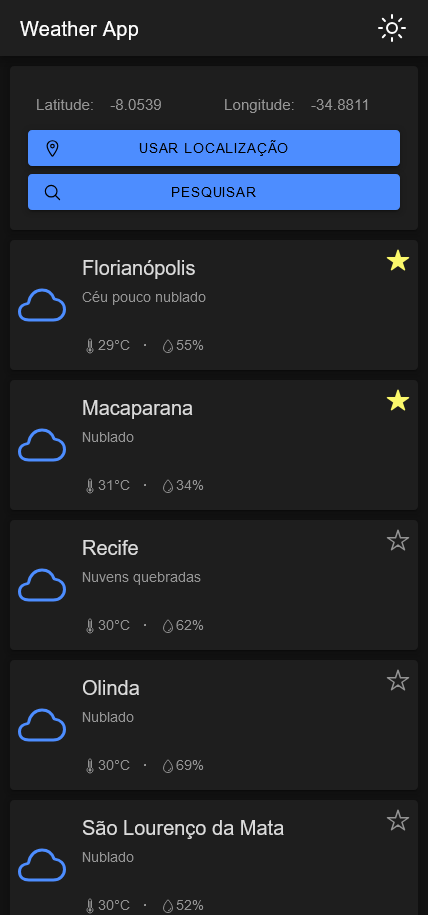 Weather App
Latitude: -8.0539 Longitude: -34.8811
USAR LOCALIZAÇÃO
PESQUISAR
Florianópolis
Céu pouco nublado
29°C · 55%
Macaparana
Nublado
31°C · 34%
Recife
Nuvens quebradas
30°C · 62%
Olinda
Nublado
30°C · 69%
São Lourenço da Mata
Nublado
30°C · 52%